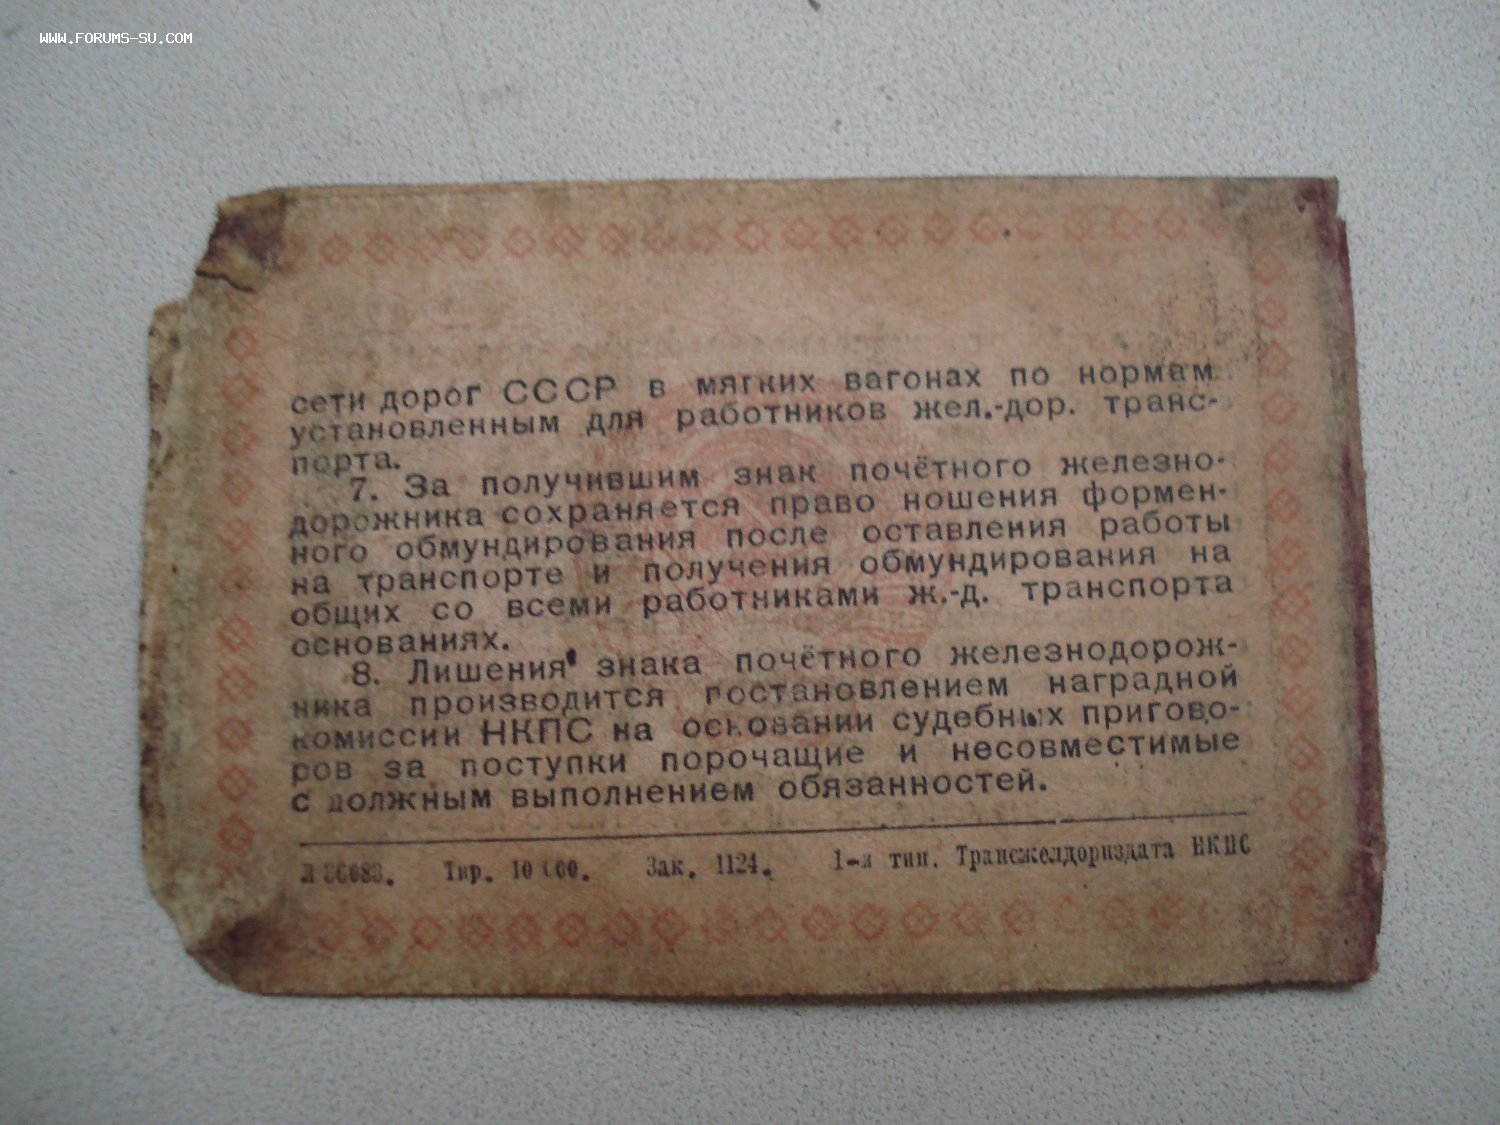 WWW.FORUMS-SU.COM
сети дорог СССР в мягких вагонах по нормам
установленным для работников жел.-дор. транс-
порта.
7. За получившим знак почётного железно-
дорожника сохраняется право ношения формен-
ного обмундирования после оставления работы
на транспорте и получения обмундирования на
общих со всеми работниками ж.-д. транспорта
основаниях.
8. Лишения знака почётного железнодорож-
ника производится постановлением наградной
комиссии НКПС на основании судебных пригово-
ров за поступки порочащие и несовместимые
с должным выполнением обязанностей.
Тир. 10 000. Зак. 1124. 1-я тип. Трансжелдориздата НКПС